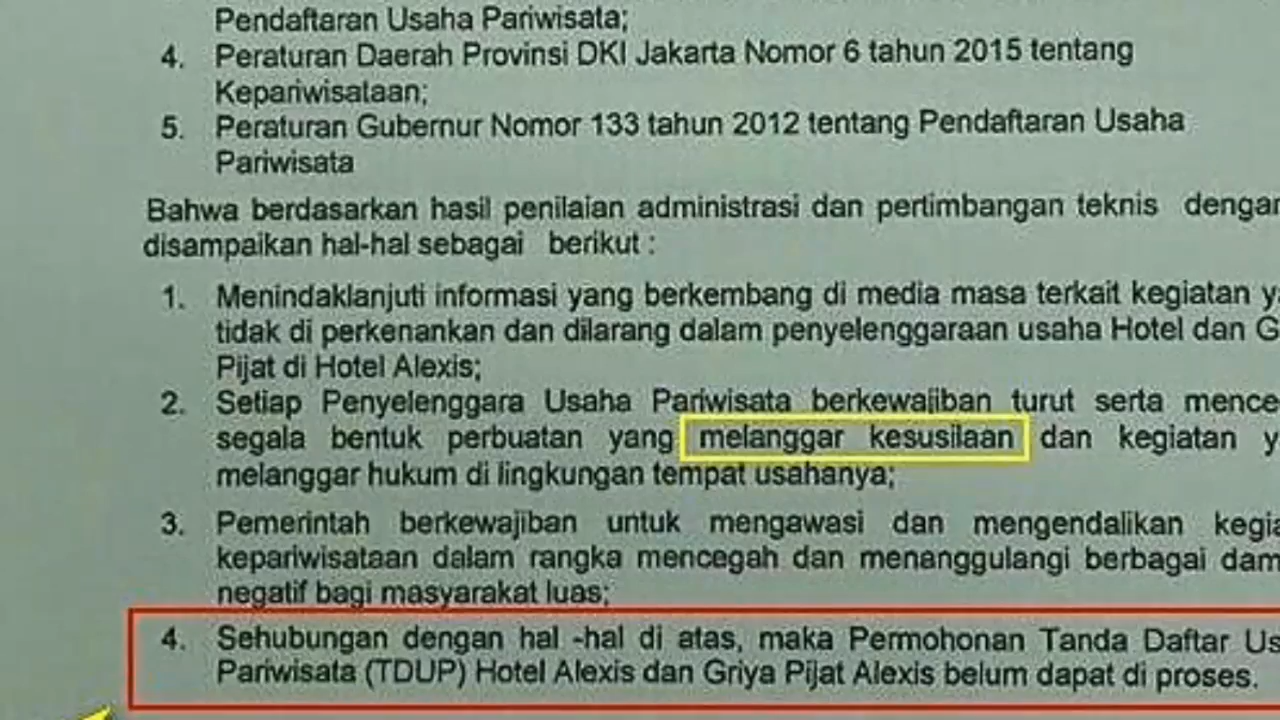 Pendaftaran Usaha Pariwisata;
4. Peraturan Daerah Provinsi DKI Jakarta Nomor 6 tahun 2015 tentang
Kepariwisataan;
5. Peraturan Gubernur Nomor 133 tahun 2012 tentang Pendaftaran Usaha
Pariwisata
Bahwa berdasarkan hasil penilaian administrasi dan pertimbangan teknis dengan
disampaikan hal-hal sebagai berikut :
1. Menindaklanjuti informasi yang berkembang di media masa terkait kegiatan
tidak di perkenankan dan dilarang dalam penyelenggaraan usaha Hotel dan
Pijat di Hotel Alexis;
2. Setiap Penyelenggara Usaha Pariwisata berkewajiban turut serta
segala bentuk perbuatan yang melanggar kesusilaan dan kegiatan
melanggar hukum di lingkungan tempat usahanya;
3. Pemerintah berkewajiban untuk mengawasi dan mengendalikan
kepariwisataan dalam rangka mencegah dan menanggulangi berbagai
negatif bagi masyarakat luas;
4. Sehubungan dengan hal -hal di atas, maka Permohonan Tanda Daftar
Pariwisata (TDUP) Hotel Alexis dan Griya Pijat Alexis belum dapat di proses.